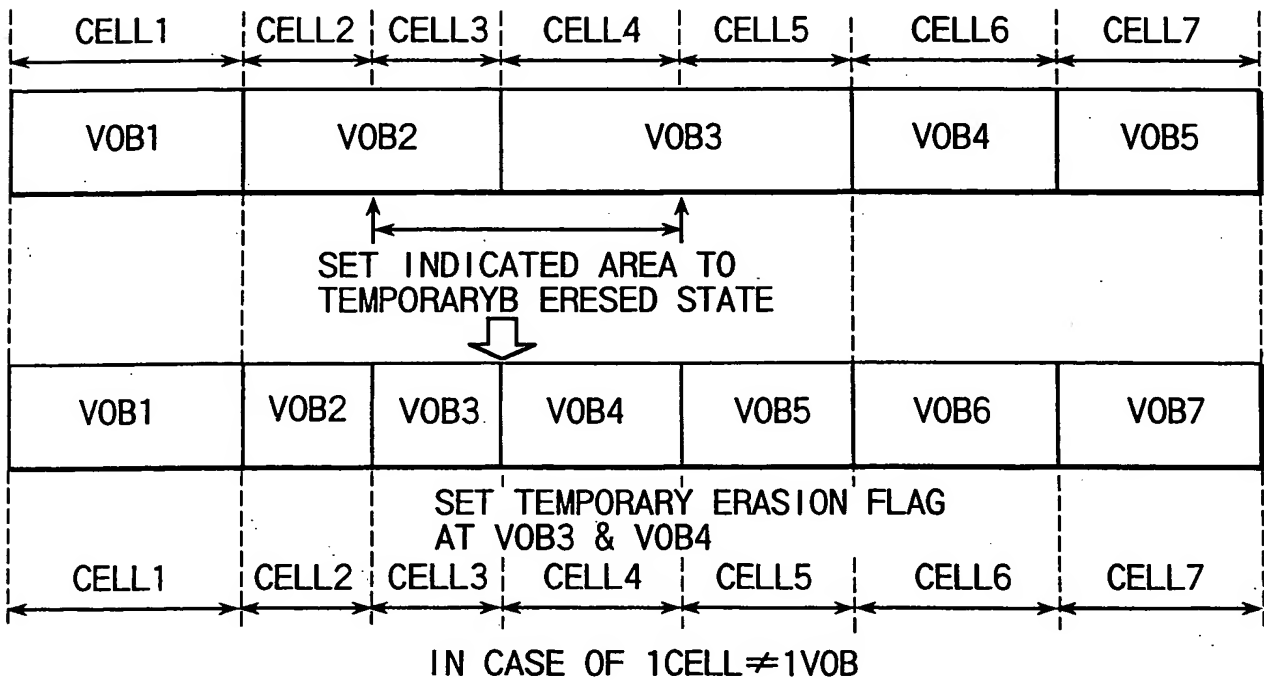 CELL1 CELL2 CELL3 CELL4 CELL5 CELL6 CELL7
VOB1 VOB2 VOB3 VOB4 VOB5
SET INDICATED AREA TO
TEMPORARYB ERESED STATE
VOB1 VOB2 VOB3 VOB4 VOB5 VOB6 VOB7
SET TEMPORARY ERASION FLAG
AT VOB3 & VOB4
CELL1 CELL2 CELL3 CELL4 CELL5 CELL6 CELL7
IN CASE OF 1CELL≠1VOB